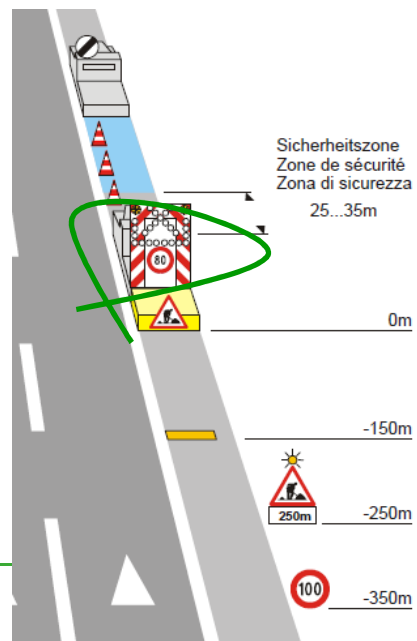 Sicherheitszone
Zone de sécurité
Zona di sicurezza
25...35m
80
0m
-150m
250m
-250m
100
-350m